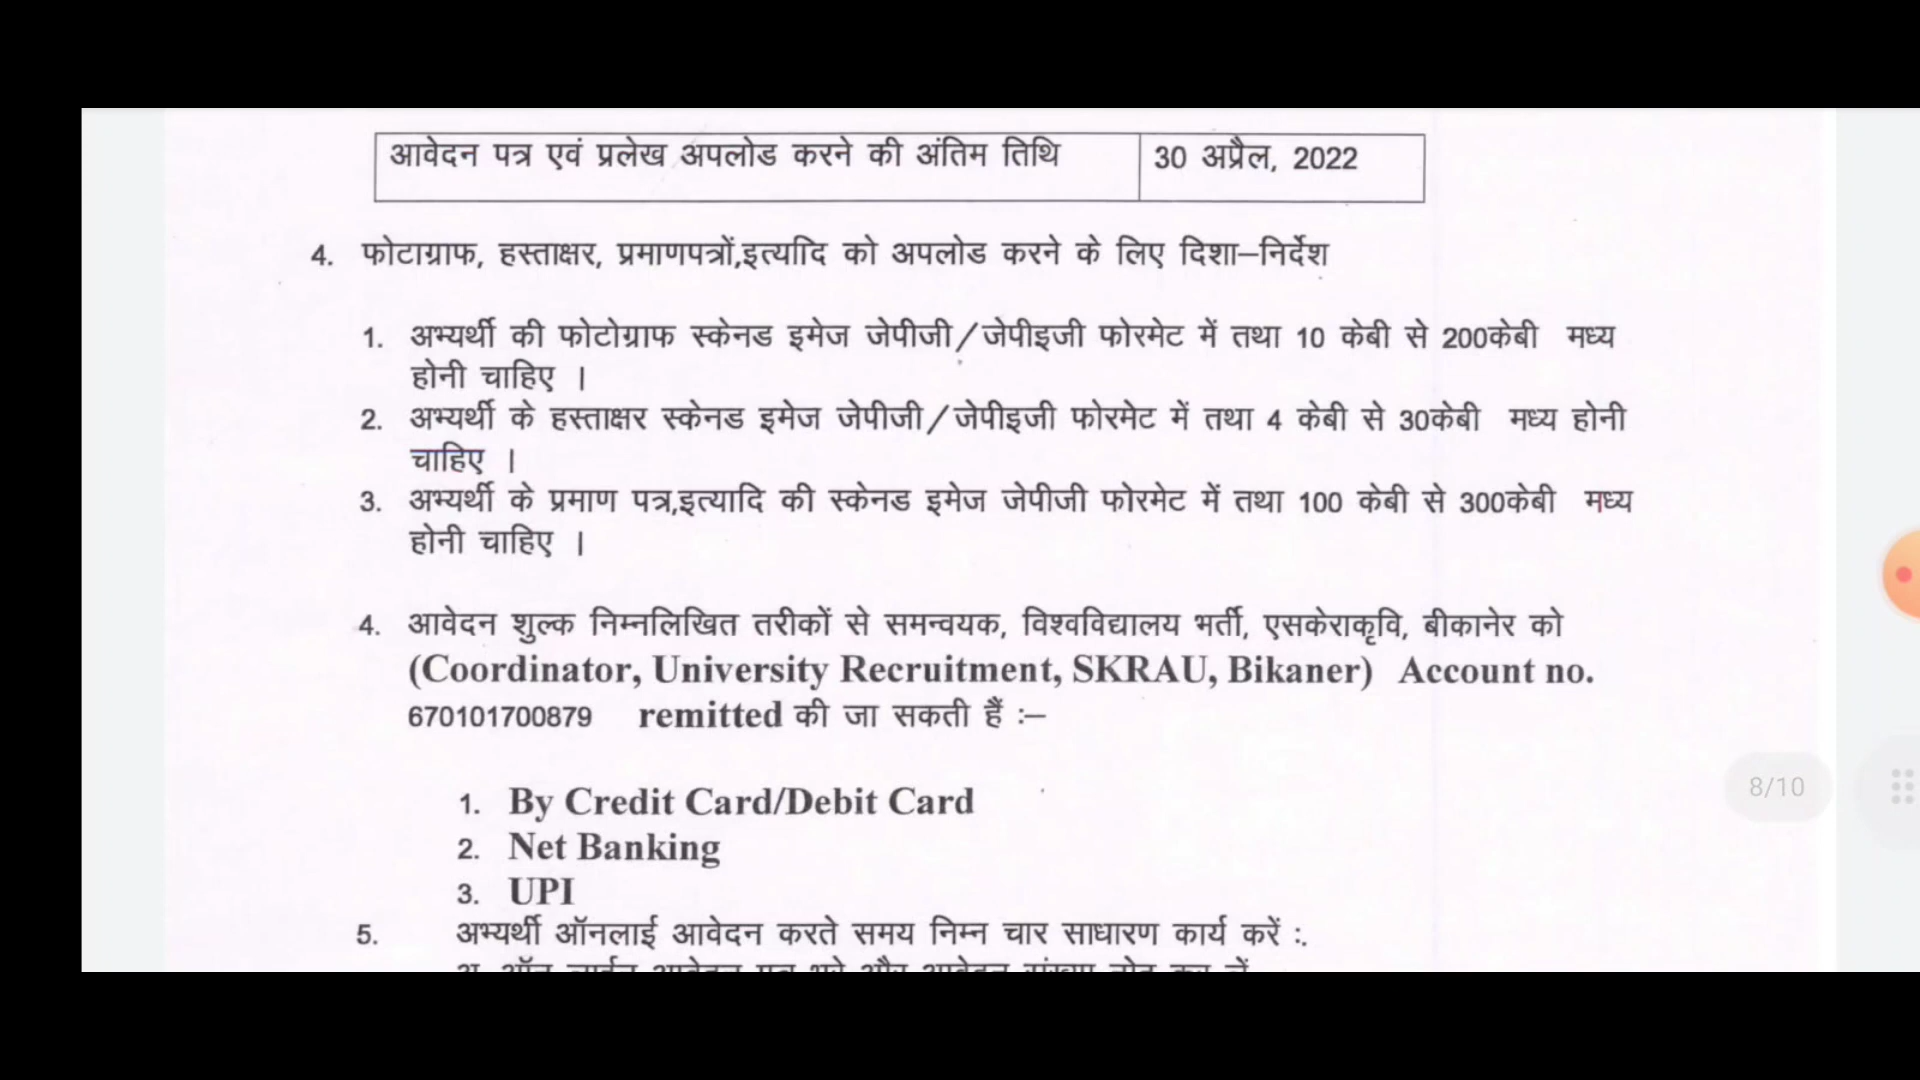 आवेदन पत्र एवं प्रलेख अपलोड करने की अंतिम तिथि 30 अप्रैल, 2022
4. फोटाग्राफ, हस्ताक्षर, प्रमाणपत्रों,इत्यादि को अपलोड करने के लिए दिशा–निर्देश
1. अभ्यर्थी की फोटोग्राफ स्केनड इमेज जेपीजी/जेपीइजी फोरमेट में तथा 10 केबी से 200केबी मध्य
होनी चाहिए ।
2. अभ्यर्थी के हस्ताक्षर स्केनड इमेज जेपीजी/जेपीइजी फोरमेट में तथा 4 केबी से 30केबी मध्य होनी
चाहिए ।
3. अभ्यर्थी के प्रमाण पत्र,इत्यादि की स्केनड इमेज जेपीजी फोरमेट में तथा 100 केबी से 300केबी मध्य
होनी चाहिए ।
4. आवेदन शुल्क निम्नलिखित तरीकों से समन्वयक, विश्वविद्यालय भर्ती, एसकेराकृवि, बीकानेर को
(Coordinator, University Recruitment, SKRAU, Bikaner) Account no.
670101700879 remitted की जा सकती हैं :–
1. By Credit Card/Debit Card
8/10
2. Net Banking
3. UPI
5. अभ्यर्थी ऑनलाई आवेदन करते समय निम्न चार साधारण कार्य करें :.